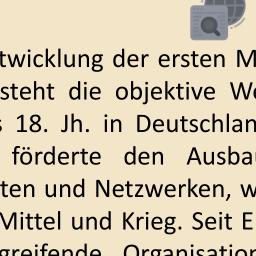 twicklung der ersten M
steht die objektive We
s 18. Jh. in Deutschlan
förderte den Ausba
ten und Netzwerken, w
Mittel und Krieg. Seit E
greifende Organisation